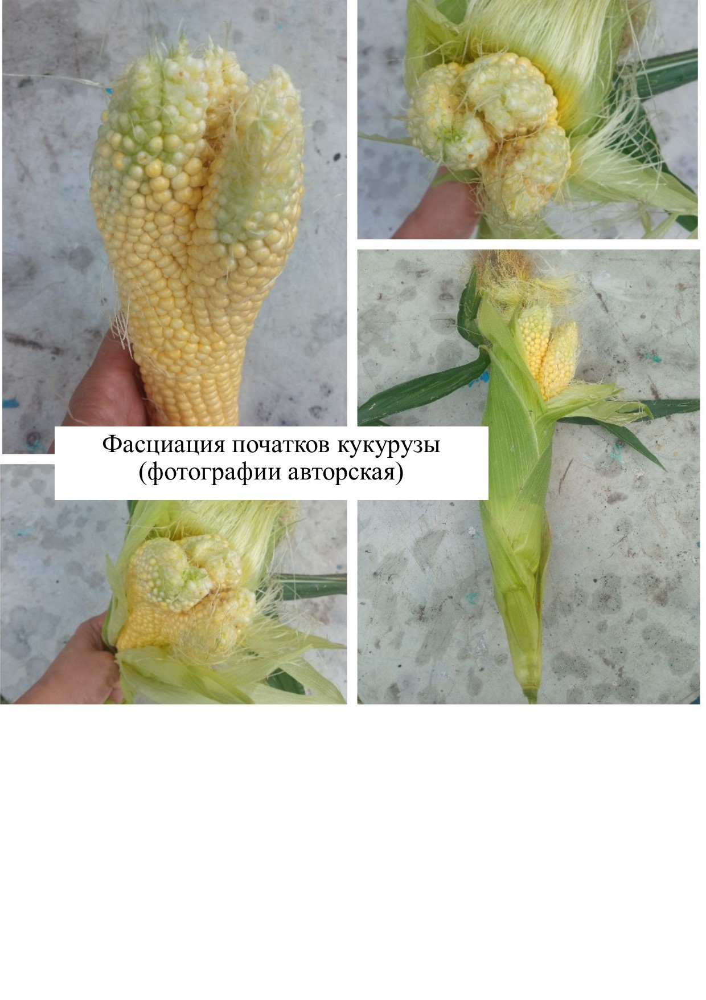 Фасциация початков кукурузы
(фотографии авторская)